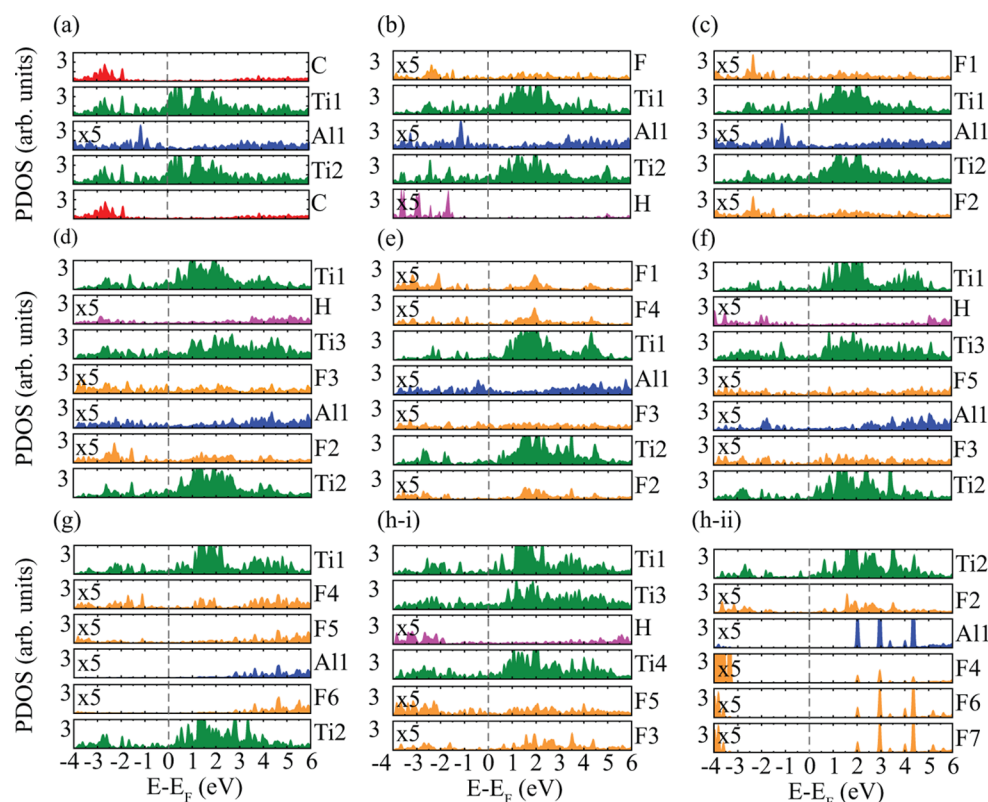 (a) (b) (c)
PDOS (arb. units)
3 C
3 Ti1
3 x5 Al1
3 Ti2
3 C
3 x5 F
3 Ti1
3 x5 Al1
3 Ti2
3 x5 H
3 x5 F1
3 Ti1
3 x5 Al1
3 Ti2
3 x5 F2
(d) (e) (f)
PDOS (arb. units)
3 Ti1
3 x5 H
3 Ti3
3 x5 F3
3 x5 Al1
3 x5 F2
3 Ti2
3 x5 F1
3 x5 F4
3 Ti1
3 x5 Al1
3 x5 F3
3 Ti2
3 x5 F2
3 Ti1
3 x5 H
3 Ti3
3 x5 F5
3 x5 Al1
3 x5 F3
3 Ti2
(g) (h-i) (h-ii)
PDOS (arb. units)
3 Ti1
3 x5 F4
3 x5 F5
3 x5 Al1
3 x5 F6
3 Ti2
-4 -3 -2 -1 0 1 2 3 4 5 6
E-E_F (eV)
3 Ti1
3 Ti3
3 x5 H
3 Ti4
3 x5 F5
3 x5 F3
-4 -3 -2 -1 0 1 2 3 4 5 6
E-E_F (eV)
3 Ti2
3 x5 F2
3 x5 Al1
3 x5 F4
3 x5 F6
3 x5 F7
-4 -3 -2 -1 0 1 2 3 4 5 6
E-E_F (eV)